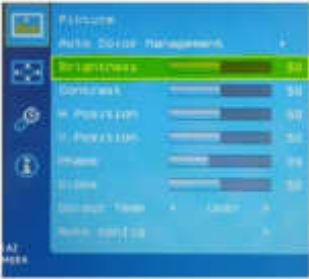 Picture
Auto Color Management
Brightness 50
Contrast 50
H.Position 50
V.Position 50
Phase
Clock 50
Color Temp User
Auto Config